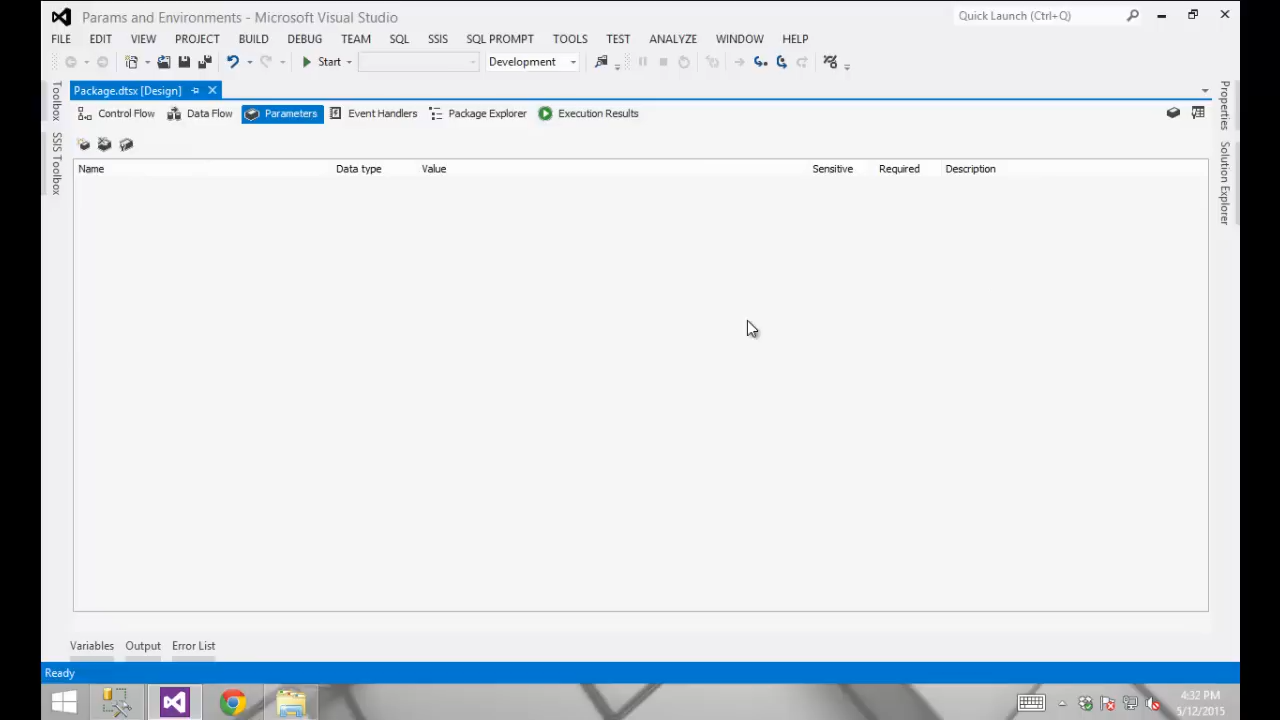 Params and Environments - Microsoft Visual Studio
Quick Launch (Ctrl+Q)
FILE EDIT VIEW PROJECT BUILD DEBUG TEAM SQL SSIS SQL PROMPT TOOLS TEST ANALYZE WINDOW HELP
Start Development
Package.dtsx [Design]
Control Flow Data Flow Parameters Event Handlers Package Explorer Execution Results
Toolbox
SSIS Toolbox
Properties
Solution Explorer
Name Data type Value Sensitive Required Description
Variables Output Error List
Ready
4:32 PM
5/12/2015